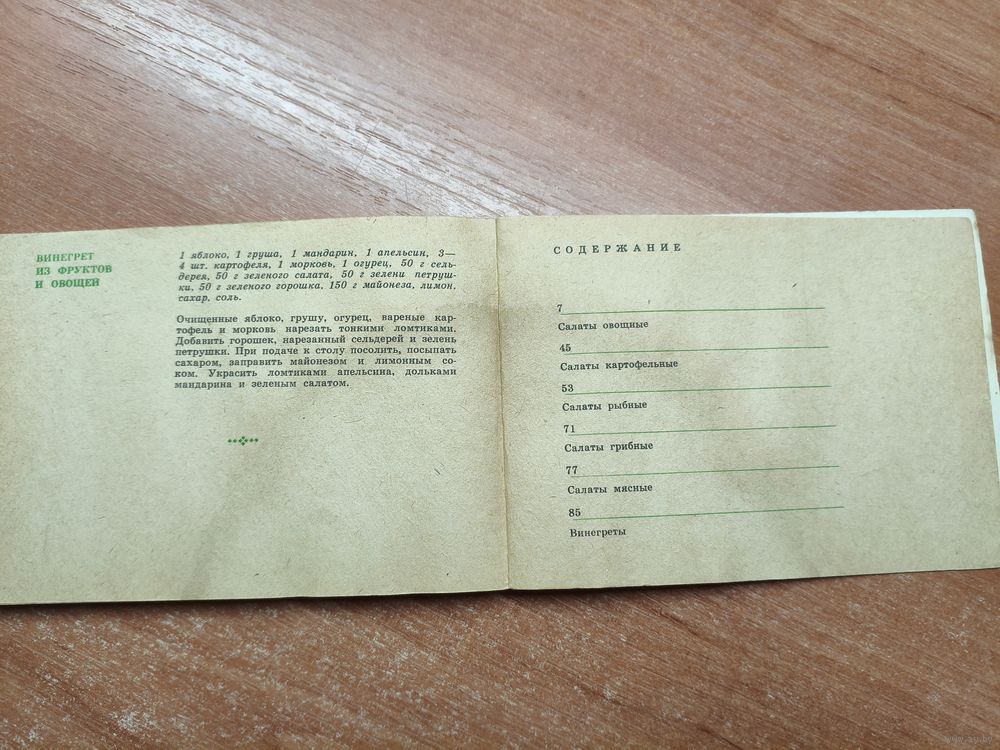 ВИНЕГРЕТ
ИЗ ФРУКТОВ
И ОВОЩЕЙ
1 яблоко, 1 груша, 1 мандарин, 1 апельсин, 3—
4 шт. картофеля, 1 морковь, 1 огурец, 50 г сель-
дерея, 50 г зеленого салата, 50 г зелени петруш-
ки, 50 г зеленого горошка, 150 г майонеза, лимон,
сахар, соль.
Очищенные яблоко, грушу, огурец, вареные кар-
тофель и морковь нарезать тонкими ломтиками.
Добавить горошек, нарезанный сельдерей и зелень
петрушки. При подаче к столу посолить, посыпать
сахаром, заправить майонезом и лимонным со-
ком. Украсить ломтиками апельсина, дольками
мандарина и зеленым салатом.
СОДЕРЖАНИЕ
7
Салаты овощные
45
Салаты картофельные
53
Салаты рыбные
71
Салаты грибные
77
Салаты мясные
85
Винегреты
www.ay.by